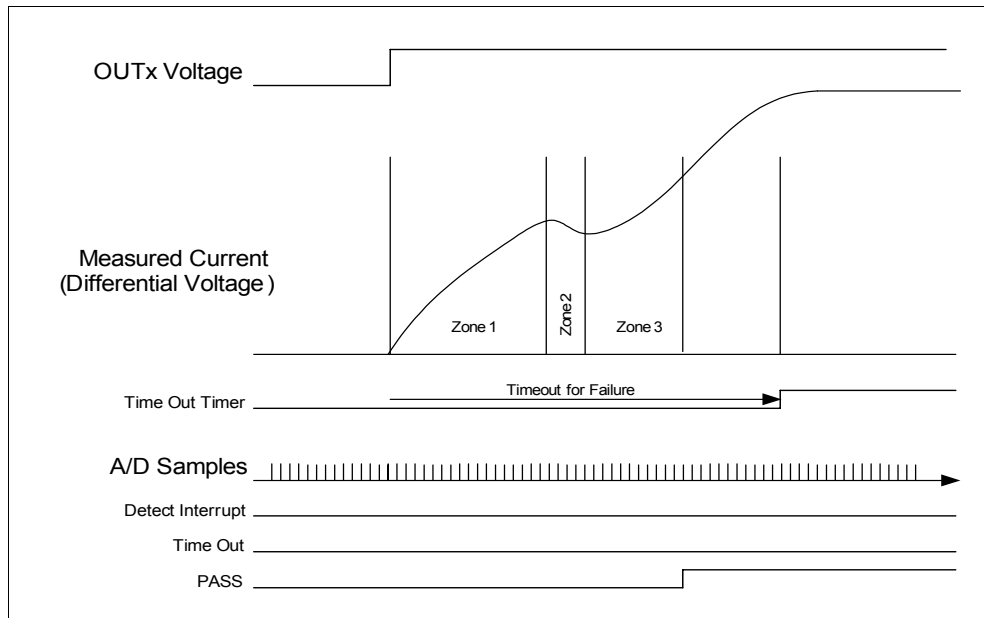 OUTx Voltage
Measured Current
(Differential Voltage)
Zone 1
Zone 2
Zone 3
Timeout for Failure
Time Out Timer
A/D Samples
Detect Interrupt
Time Out
PASS